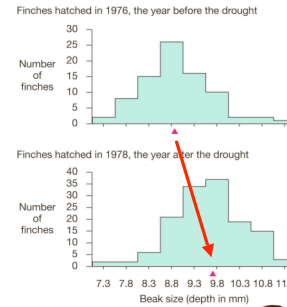 Finches hatched in 1976, the year before the drought
30
25
20
15
10
5
0
Number
of
finches
Finches hatched in 1978, the year after the drought
40
35
30
25
20
15
10
5
0
Number
of
finches
7.3 7.8 8.3 8.8 9.3 9.8 10.3 10.8 11
Beak size (depth in mm)